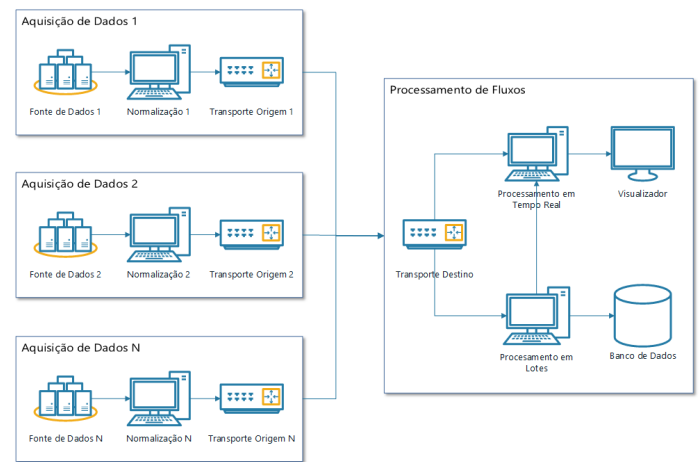 Aquisição de Dados 1
Fonte de Dados 1
Normalização 1
Transporte Origem 1
Aquisição de Dados 2
Fonte de Dados 2
Normalização 2
Transporte Origem 2
Aquisição de Dados N
Fonte de Dados N
Normalização N
Transporte Origem N
Processamento de Fluxos
Transporte Destino
Processamento em
Tempo Real
Visualizador
Procesamento em
Lotes
Banco de Dados